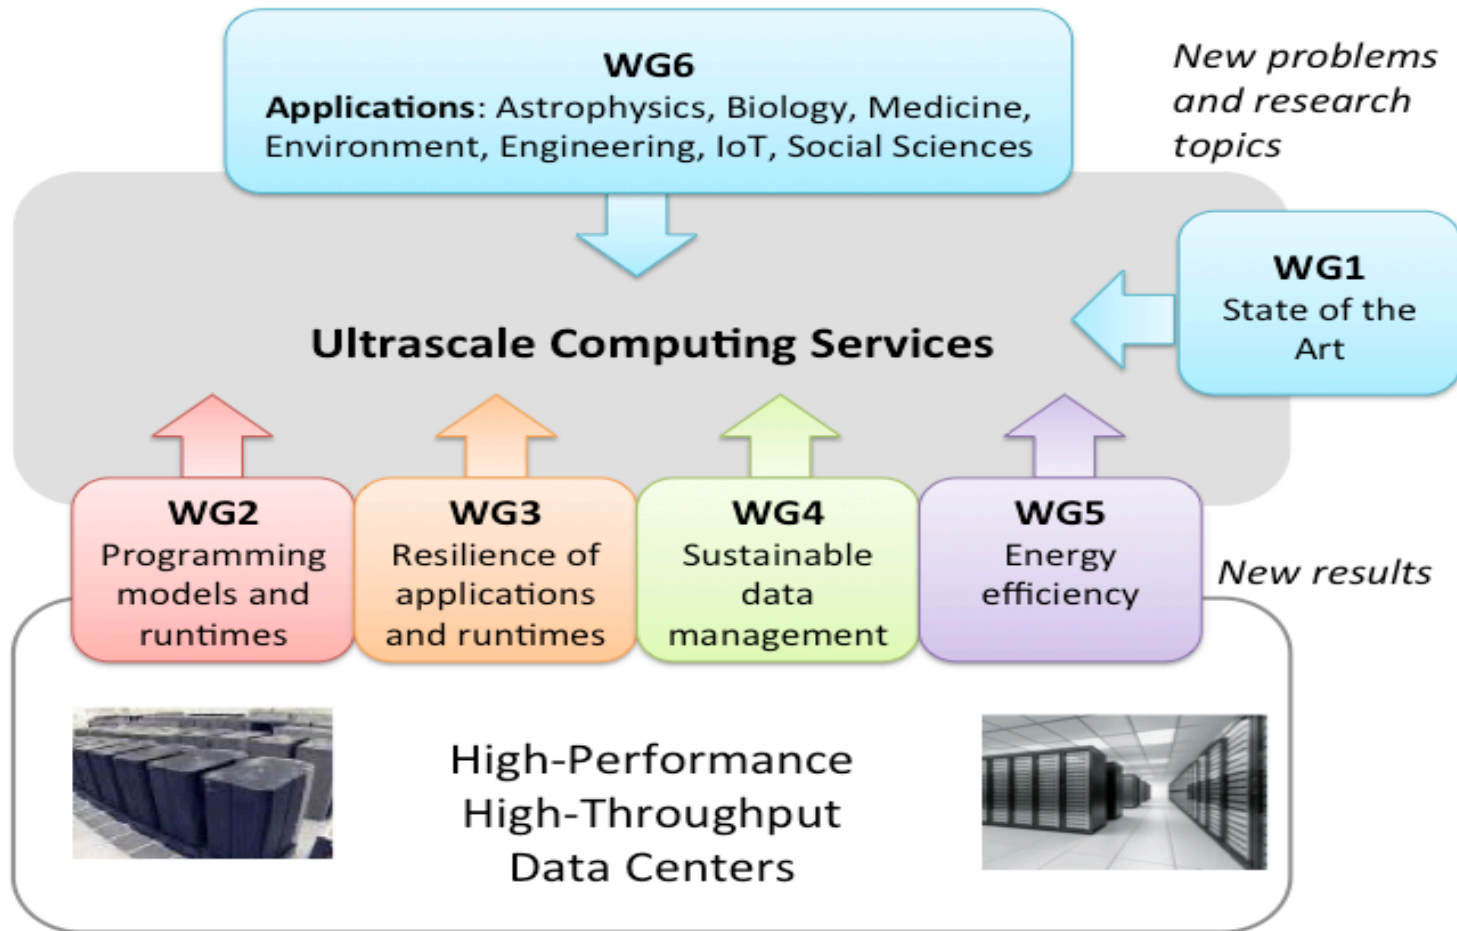 WG6
Applications: Astrophysics, Biology, Medicine,
Environment, Engineering, IoT, Social Sciences
New problems
and research
topics
WG1
State of the
Art
Ultrascale Computing Services
WG2
Programming
models and
runtimes
WG3
Resilience of
applications
and runtimes
WG4
Sustainable
data
management
WG5
Energy
efficiency
New results
High-Performance
High-Throughput
Data Centers